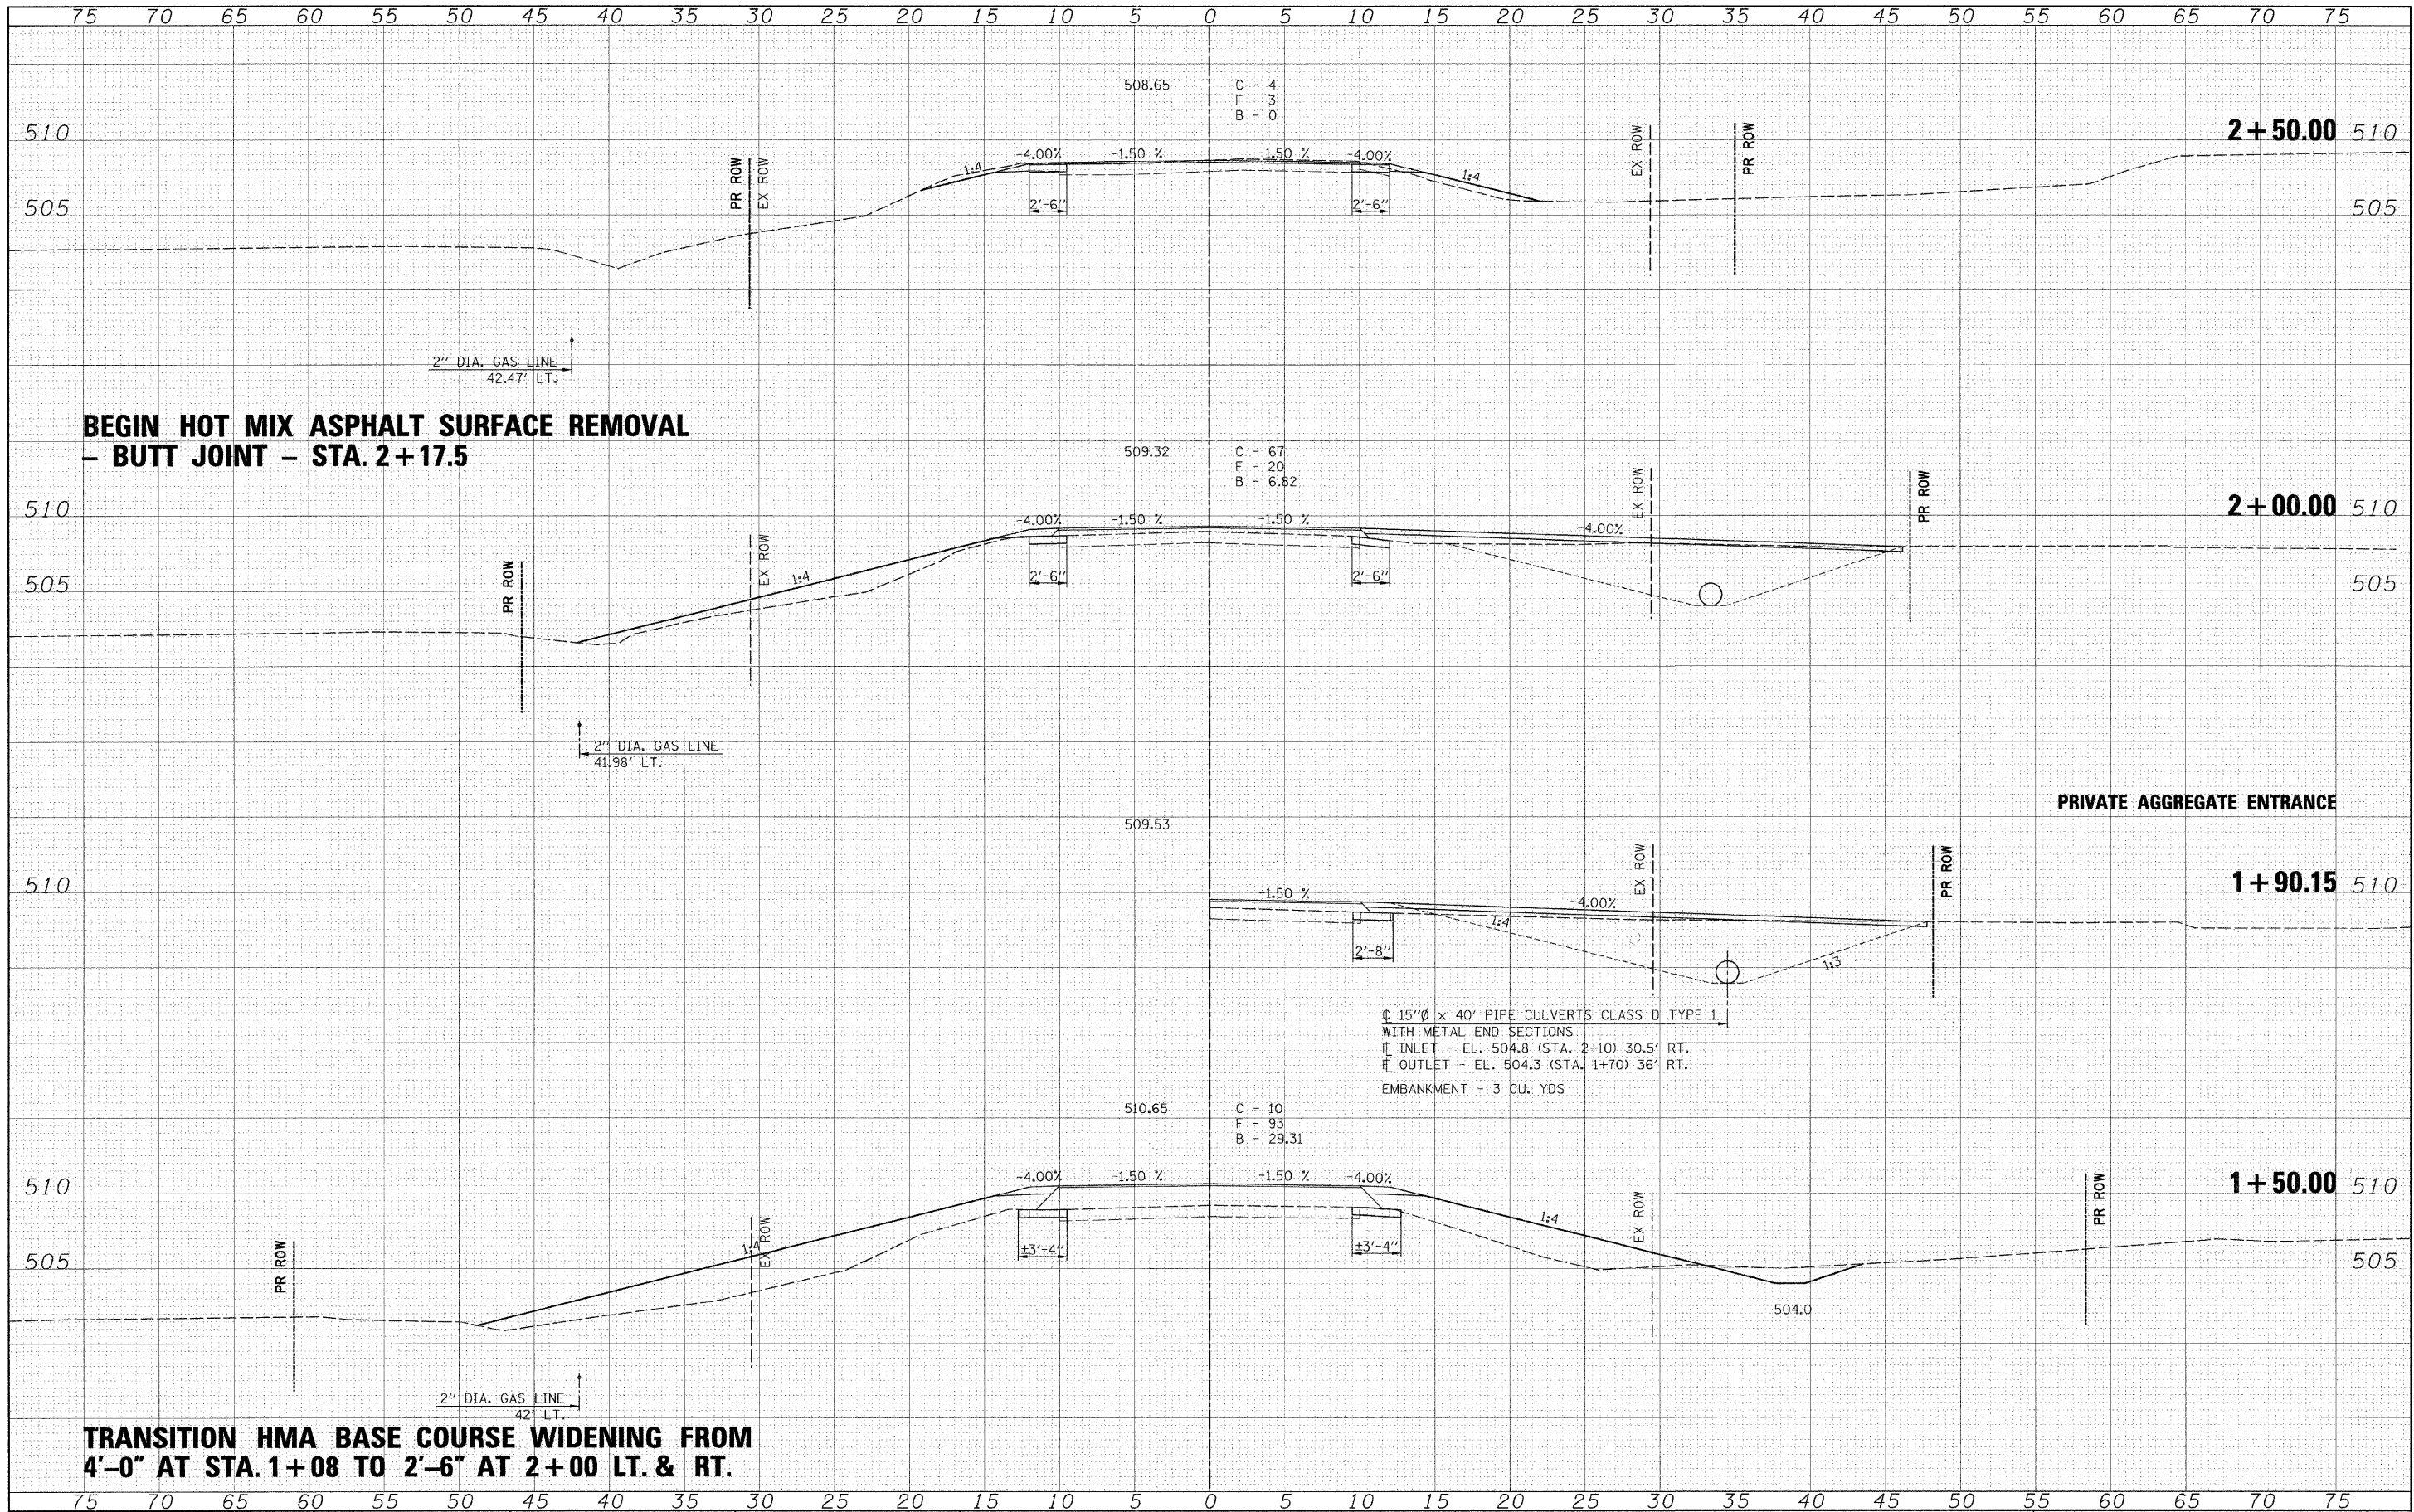 75 70 65 60 55 50 45 40 35 30 25 20 15 10 5 0 5 10 15 20 25 30 35 40 45 50 55 60 65 70 75
508.65
C - 4
F - 3
B - 0
510
2+50.00 510
PR ROW
EX ROW
1:4
-4.00%
-1.50 %
-1.50 %
-4.00%
1:4
EX ROW
PR ROW
505
2'-6"
2'-6"
505
2" DIA. GAS LINE
42.47' LT.
BEGIN HOT MIX ASPHALT SURFACE REMOVAL
- BUTT JOINT - STA. 2+17.5
509.32
C - 67
F - 20
B - 6.82
510
2+00.00 510
-4.00%
-1.50 %
-1.50 %
-4.00%
EX ROW
PR ROW
505
PR ROW
1:4
EX ROW
2'-6"
2'-6"
505
2" DIA. GAS LINE
41.98' LT.
PRIVATE AGGREGATE ENTRANCE
509.53
510
1+90.15 510
-1.50 %
-4.00%
EX ROW
PR ROW
1:4
2'-8"
1:3
℄ 15"Ø x 40' PIPE CULVERTS CLASS D TYPE 1
WITH METAL END SECTIONS
FL INLET - EL. 504.8 (STA. 2+10) 30.5' RT.
FL OUTLET - EL. 504.3 (STA. 1+70) 36' RT.
EMBANKMENT - 3 CU. YDS
510.65
C - 10
F - 93
B - 29.31
510
1+50.00 510
-4.00%
-1.50 %
-1.50 %
-4.00%
1:4
EX ROW
PR ROW
505
PR ROW
1:4
EX ROW
±3'-4"
±3'-4"
505
504.0
2" DIA. GAS LINE
42' LT.
TRANSITION HMA BASE COURSE WIDENING FROM
4'-0" AT STA. 1+08 TO 2'-6" AT 2+00 LT. & RT.
75 70 65 60 55 50 45 40 35 30 25 20 15 10 5 0 5 10 15 20 25 30 35 40 45 50 55 60 65 70 75